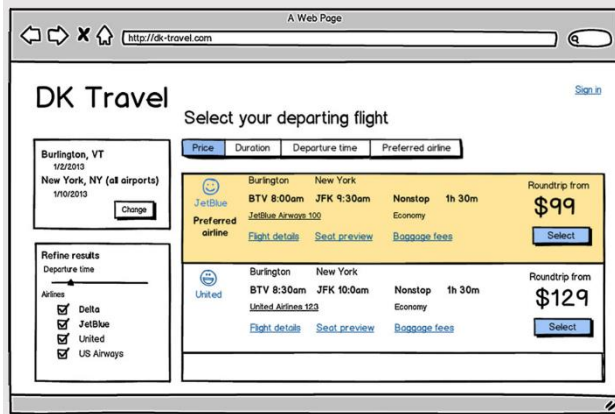 A Web Page
http://dk-travel.com
Sign in
DK Travel
Select your departing flight
Burlington, VT
1/2/2013
New York, NY (all airports)
1/10/2013
Change
Refine results
Departure time
Airlines
Delta
JetBlue
United
US Airways
Price Duration Departure time Preferred airline
JetBlue
Preferred
airline
Burlington New York
BTV 8:00am JFK 9:30am Nonstop 1h 30m
JetBlue Airways 100 Economy
Flight details Seat preview Baggage fees
Roundtrip from
$99
Select
United
Burlington New York
BTV 8:30am JFK 10:0am Nonstop 1h 30m
United Airlines 123 Economy
Flight details Seat preview Baggage fees
Roundtrip from
$129
Select